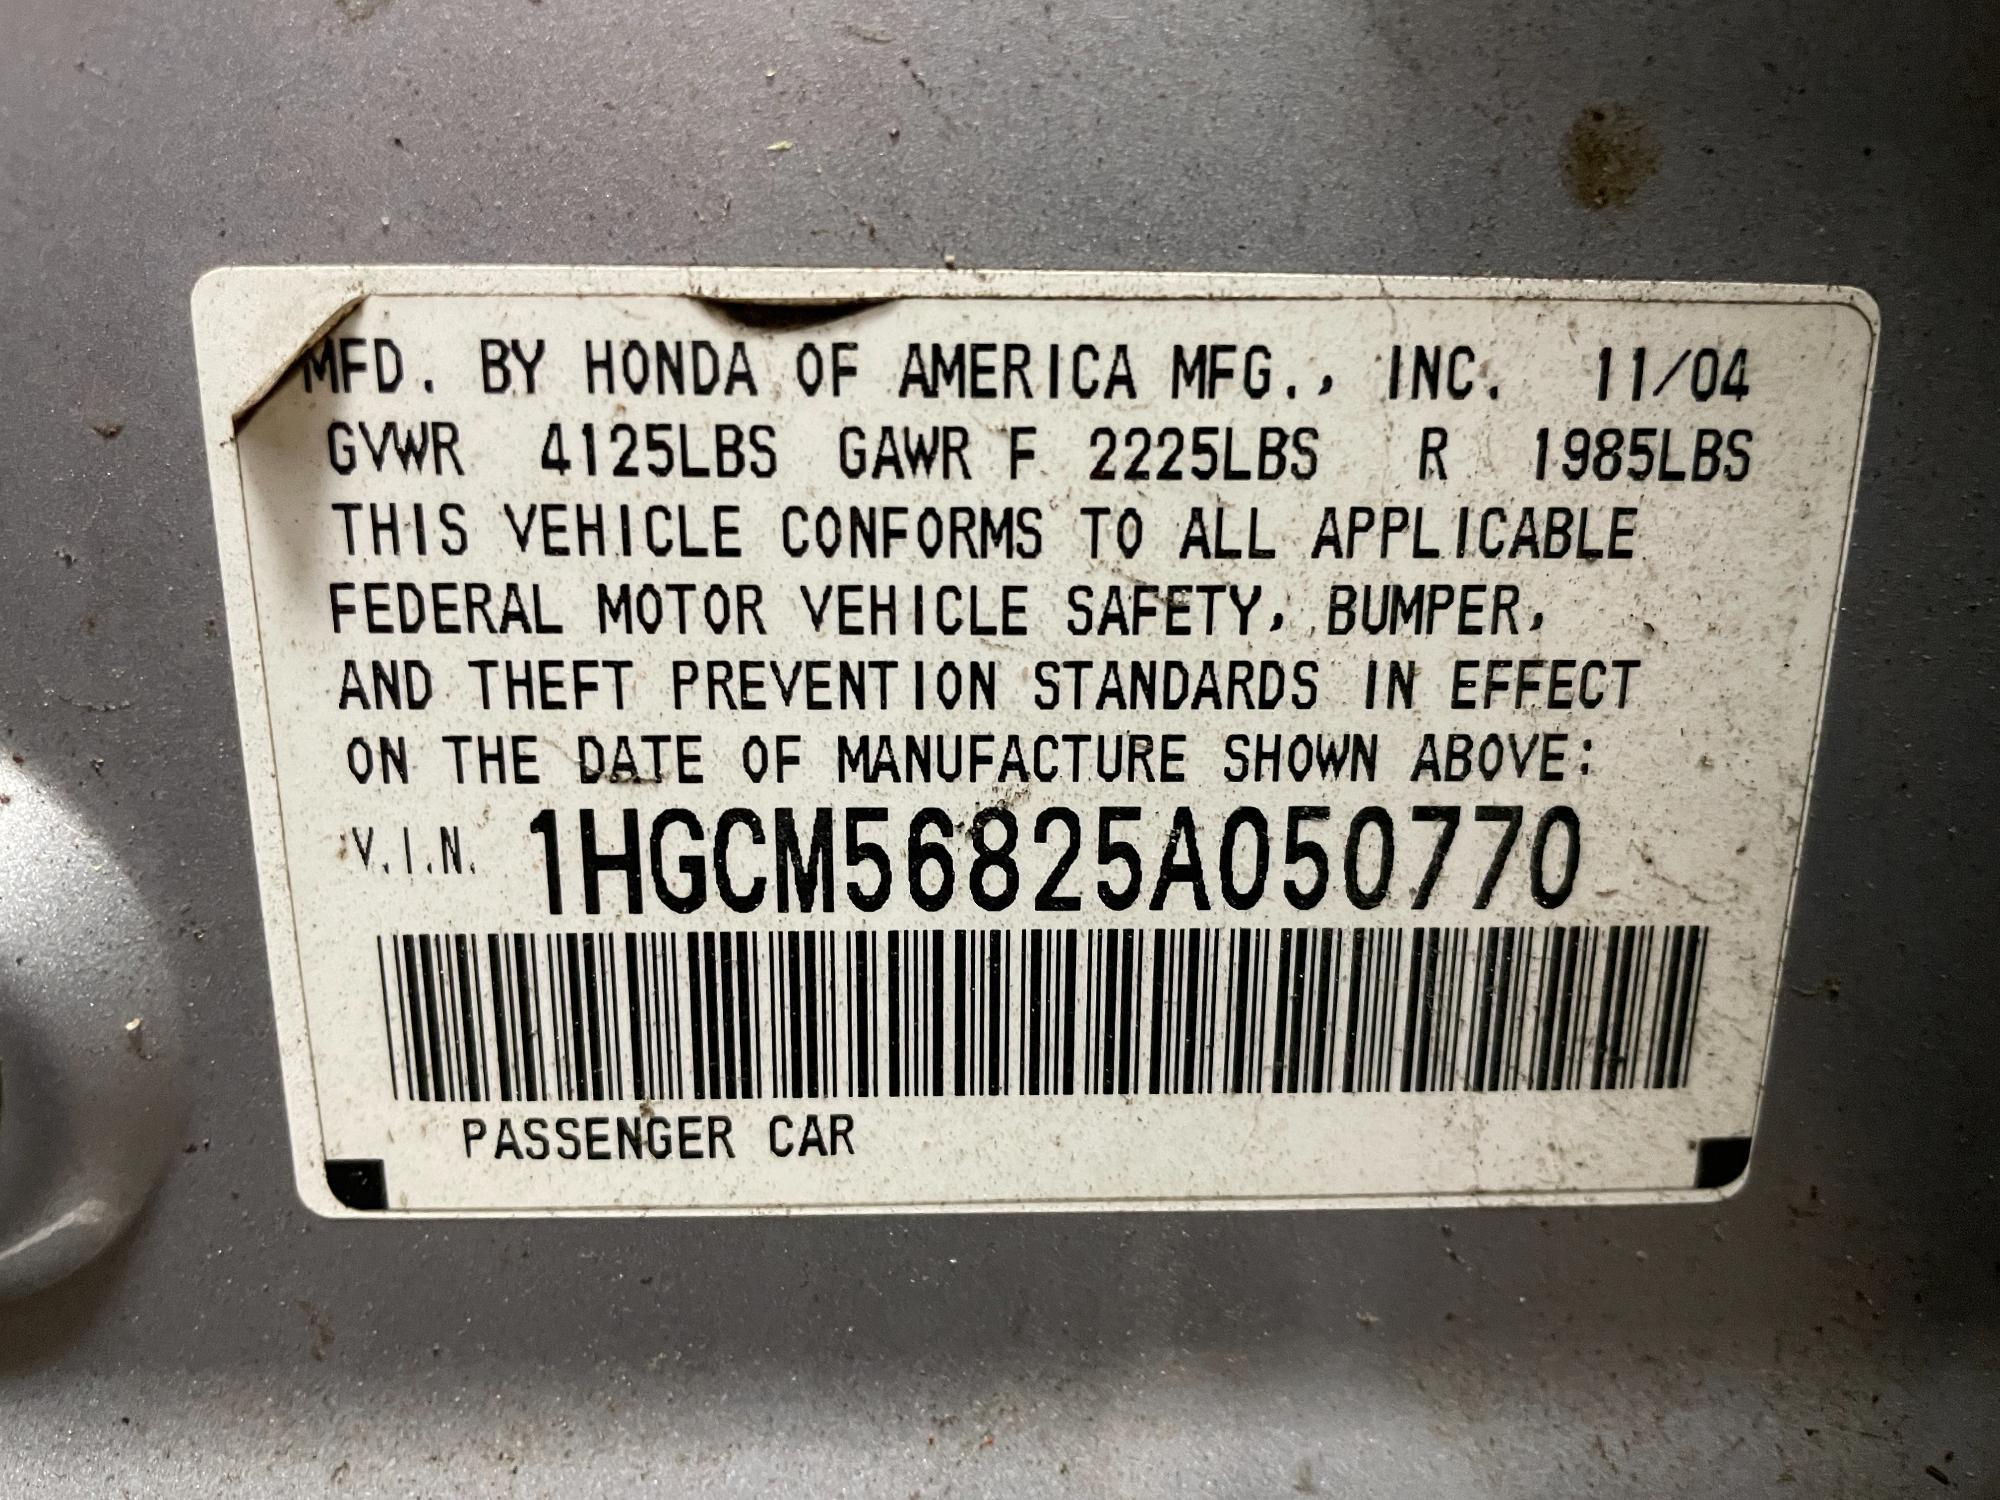 MFD. BY HONDA OF AMERICA MFG., INC. 11/04
GVWR 4125LBS GAWR F 2225LBS R 1985LBS
THIS VEHICLE CONFORMS TO ALL APPLICABLE
FEDERAL MOTOR VEHICLE SAFETY, BUMPER,
AND THEFT PREVENTION STANDARDS IN EFFECT
ON THE DATE OF MANUFACTURE SHOWN ABOVE:
V.I.N. 1HGCM56825A050770
PASSENGER CAR